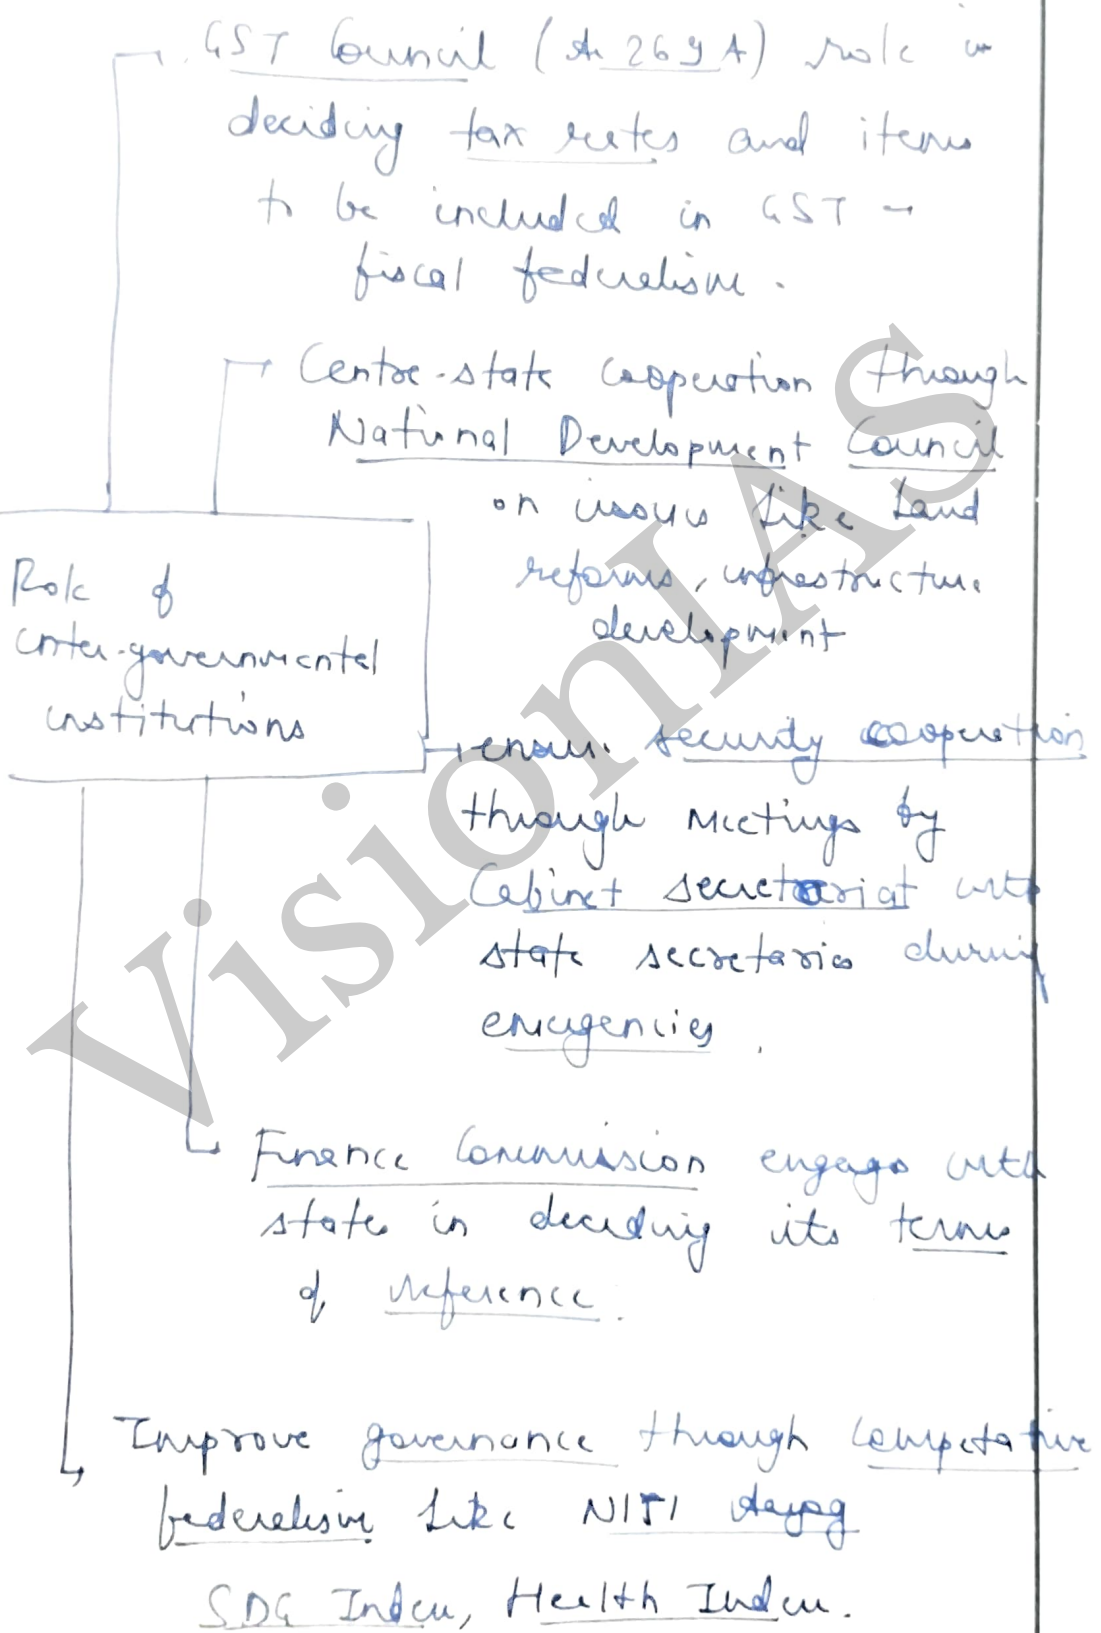 GST Council (Ar 269A) role in
deciding tax rates and items
to be included in GST –
fiscal federalism.
Centre-state cooperation through
National Development Council
on issues like Land
reforms, infrastructure
development
Role of
inter-governmental
institutions
ensure security cooperation
through meetings by
Cabinet secretariat with
state secretaries during
emergencies.
Finance Commission engages with
states in deciding its terms
of reference.
Improve governance through Competative
federalism like NITI Aayog
SDG Index, Health Index.
VisionIAS